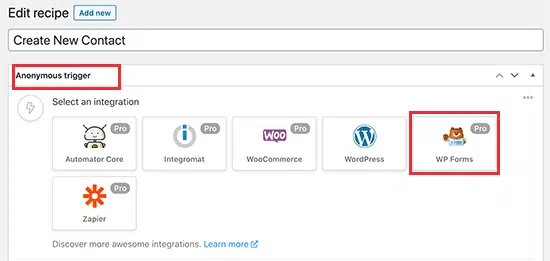 Edit recipe Add new
Create New Contact
Anonymous trigger
Select an integration
Pro Pro Pro Pro
WOO
Automator Core Integromat WooCommerce WordPress WP Forms
Pro
Zapier
Discover more awesome integrations. Learn more